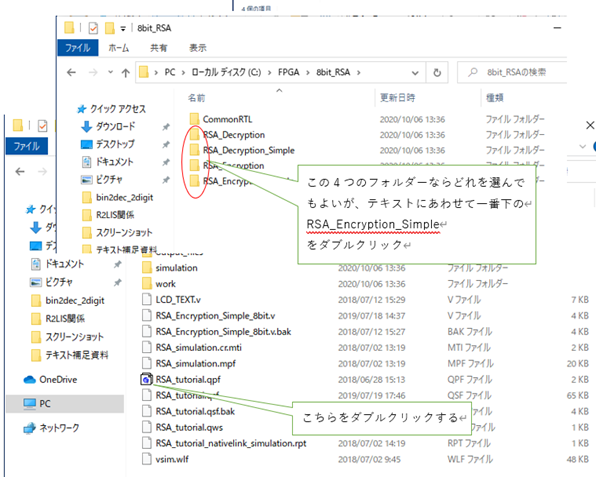 4 個の項目
8bit_RSA
ファイル ホーム 共有 表示
PC ローカル ディスク (C:) FPGA 8bit_RSA 8bit_RSAの検索
名前 更新日時 種類
クイック アクセス
ダウンロード
デスクトップ
ドキュメント
ピクチャ
bin2dec_2digit
R2LIS関係
スクリーンショット
テキスト補足資料
CommonRTL 2020/10/06 13:36 ファイル フォルダー
RSA_Decryption 2020/10/06 13:36 ファイル フォルダー
RSA_Decryption_Simple 2020/10/06 13:36 ファイル フォルダー
RSA_Encryption
RSA_Encryp
この4つのフォルダーならどれを選んで
もよいが、テキストにあわせて一番下の
RSA_Encryption_Simple
をダブルクリック
ファイル
ドキュメント
ピクチャ
bin2dec_2digit
R2LIS関係
スクリーンショット
テキスト補足資料
OneDrive
PC
ネットワーク
output_files
simulation 2020/10/06 13:36 ファイル フォルダー
work 2020/10/06 13:36 ファイル フォルダー
LCD_TEXT.v 2018/07/12 15:29 V ファイル 7 KB
RSA_Encryption_Simple_8bit.v 2019/07/18 14:37 V ファイル 4 KB
RSA_Encryption_Simple_8bit.v.bak 2018/07/12 15:27 BAK ファイル 4 KB
RSA_simulation.cr.mti 2018/07/02 13:19 MTI ファイル 2 KB
RSA_simulation.mpf 2018/07/02 13:19 MPF ファイル 20 KB
RSA_tutorial.qpf 2018/06/28 15:13 QPF ファイル 2 KB
RSA_tutorial.qsf 2019/07/19 17:46 QSF ファイル 65 KB
RSA_tutorial.qsf.bak ファイル 4 KB
RSA_tutorial.qws ファイル 1 KB
RSA_tutorial_nativelink_simulation.rpt 2018/07/02 14:19 RPT ファイル 1 KB
vsim.wlf 2018/07/02 9:45 WLF ファイル 48 KB
こちらをダブルクリックする